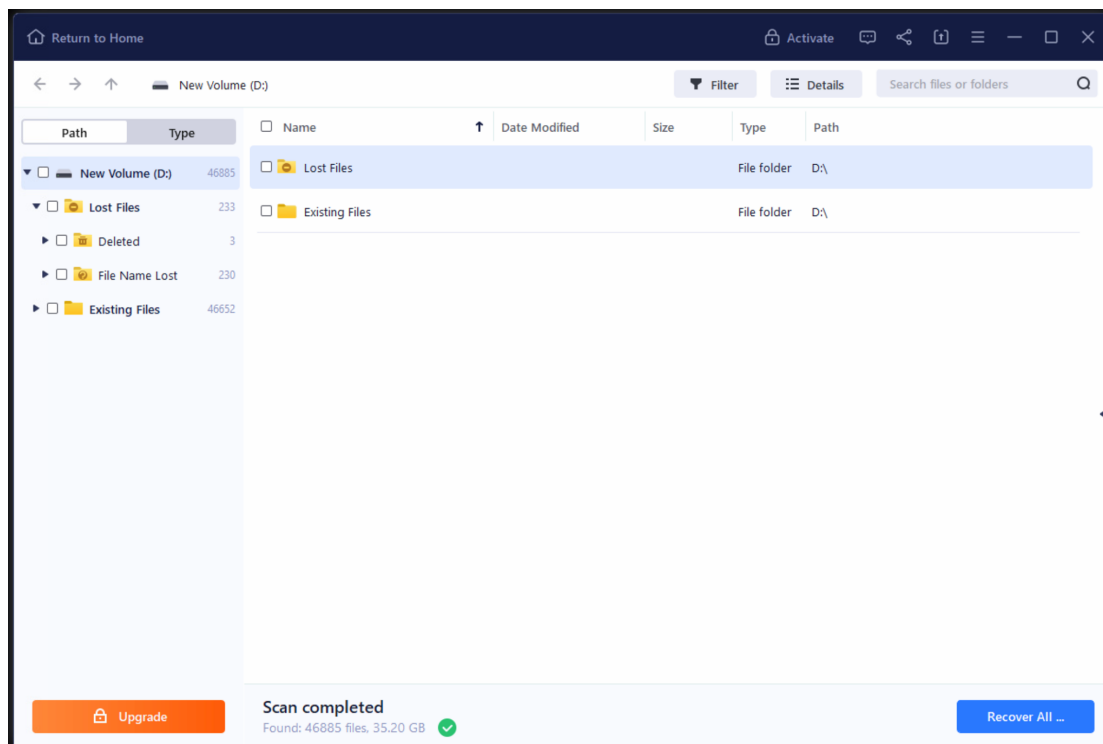 Return to Home
Activate
New Volume (D:)
Filter
Details
Search files or folders
Path
Type
Name
Date Modified
Size
Type
Path
New Volume (D:) 46885
Lost Files 233
Deleted 3
File Name Lost 230
Existing Files 46652
Lost Files File folder D:\
Existing Files File folder D:\
Upgrade
Scan completed
Found: 46885 files, 35.20 GB
Recover All ...